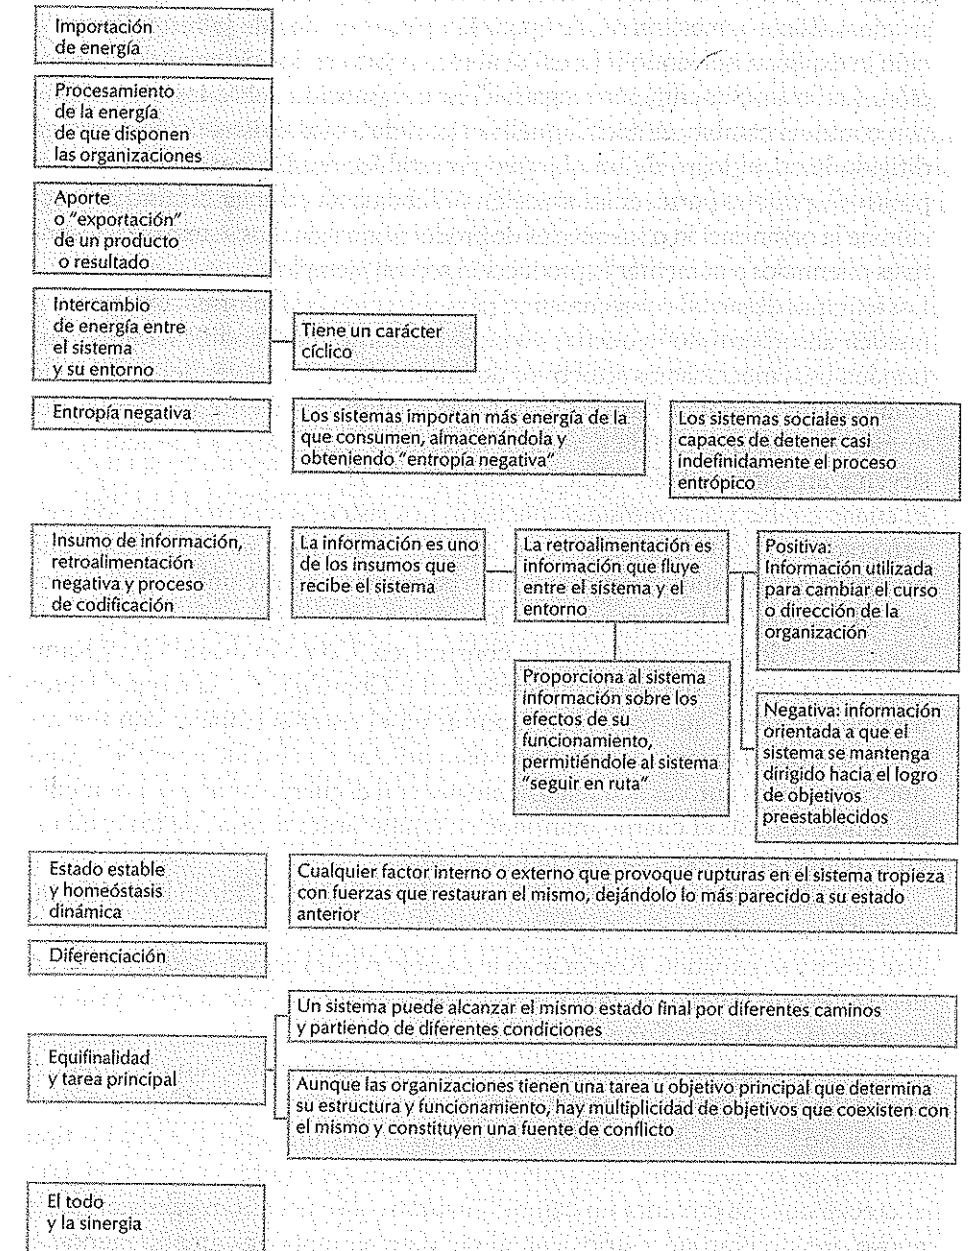 Importación
de energía
Procesamiento
de la energía
de que disponen
las organizaciones
Aporte
o "exportación"
de un producto
o resultado
Intercambio
de energía entre
el sistema
y su entorno
Tiene un carácter
cíclico
Entropía negativa
Los sistemas importan más energía de la
que consumen, almacenándola y
obteniendo "entropía negativa"
Los sistemas sociales son
capaces de detener casi
indefinidamente el proceso
entrópico
Insumo de información,
retroalimentación
negativa y proceso
de codificación
La información es uno
de los insumos que
recibe el sistema
La retroalimentación es
información que fluye
entre el sistema y el
entorno
Positiva:
Información utilizada
para cambiar el curso
o dirección de la
organización
Proporciona al sistema
información sobre los
efectos de su
funcionamiento,
permitiéndole al sistema
"seguir en ruta"
Negativa: información
orientada a que el
sistema se mantenga
dirigido hacia el logro
de objetivos
preestablecidos
Estado estable
y homeóstasis
dinámica
Cualquier factor interno o externo que provoque rupturas en el sistema tropieza
con fuerzas que restauran el mismo, dejándolo lo más parecido a su estado
anterior
Diferenciación
Equifinalidad
y tarea principal
Un sistema puede alcanzar el mismo estado final por diferentes caminos
y partiendo de diferentes condiciones
Aunque las organizaciones tienen una tarea u objetivo principal que determina
su estructura y funcionamiento, hay multiplicidad de objetivos que coexisten con
el mismo y constituyen una fuente de conflicto
El todo
y la sinergia